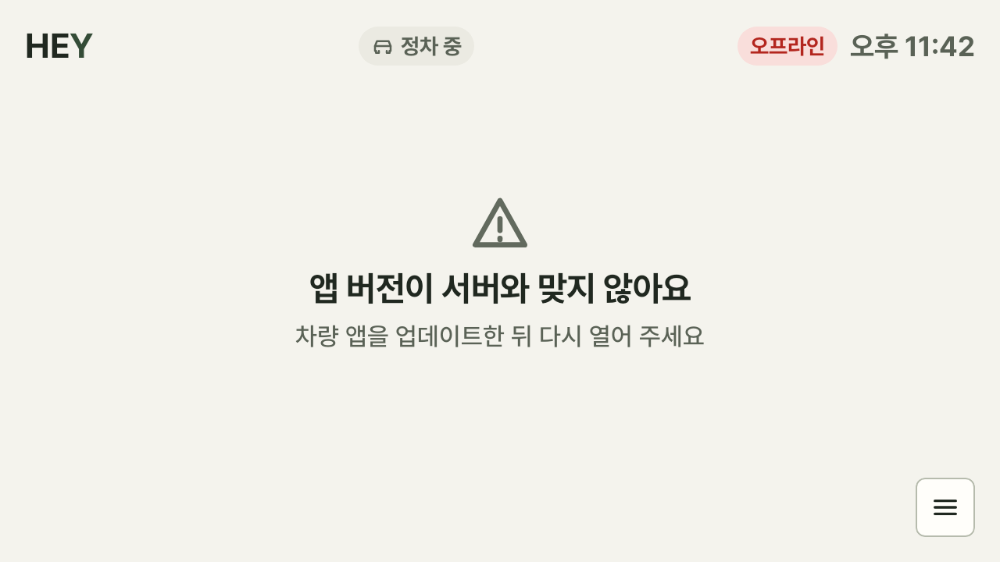 HEY
정차 중
오프라인
오후 11:42
앱 버전이 서버와 맞지 않아요
차량 앱을 업데이트한 뒤 다시 열어 주세요